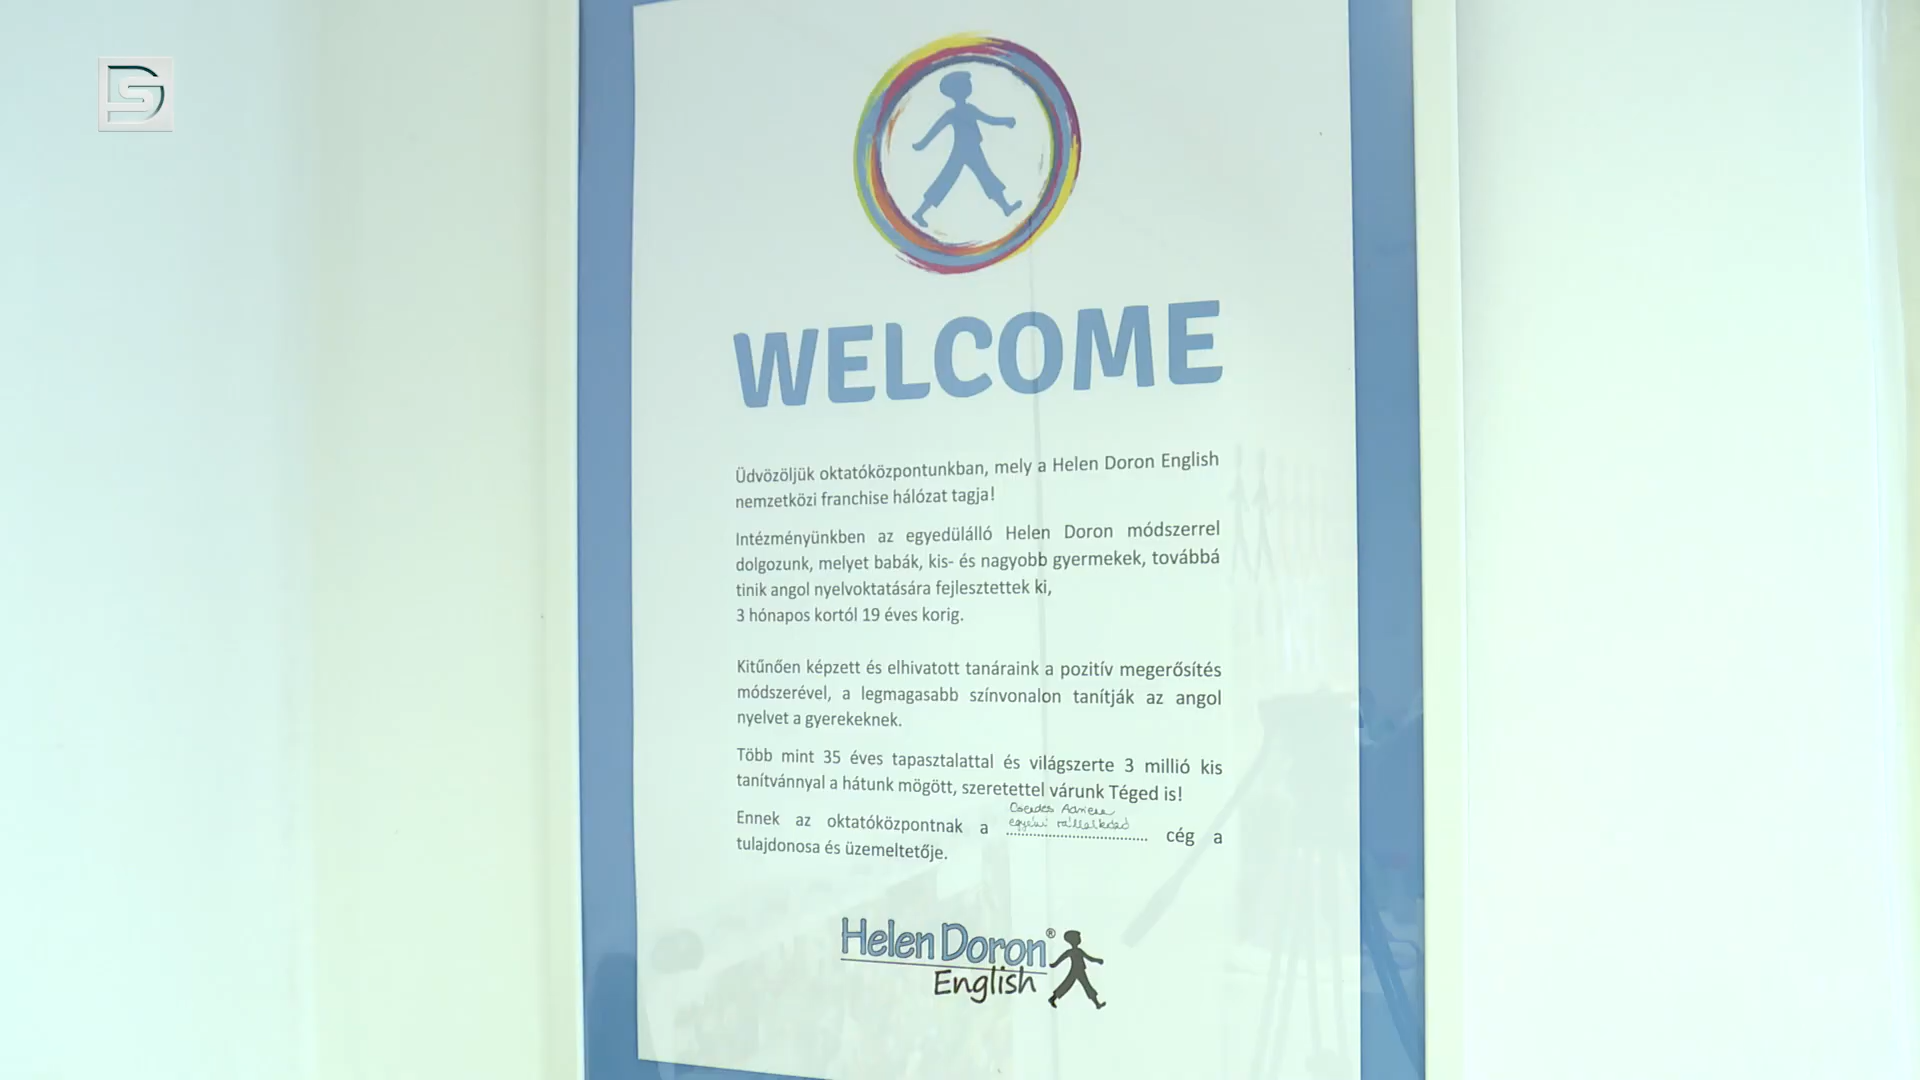 DS
WELCOME
Üdvözöljük oktatóközpontunkban, mely a Helen Doron English
nemzetközi franchise hálózat tagja!
Intézményünkben az egyedülálló Helen Doron módszerrel
dolgozunk, melyet babák, kis- és nagyobb gyermekek, továbbá
tinik angol nyelvoktatására fejlesztettek ki,
3 hónapos kortól 19 éves korig.
Kitűnően képzett és elhivatott tanáraink a pozitív megerősítés
módszerével, a legmagasabb színvonalon tanítják az angol
nyelvet a gyerekeknek.
Több mint 35 éves tapasztalattal és világszerte 3 millió kis
tanítvánnyal a hátunk mögött, szeretettel várunk Téged is!
egyéni vállalkozó
Ennek az oktatóközpontnak a ........................ cég a
tulajdonosa és üzemeltetője.
Helen Doron®
English